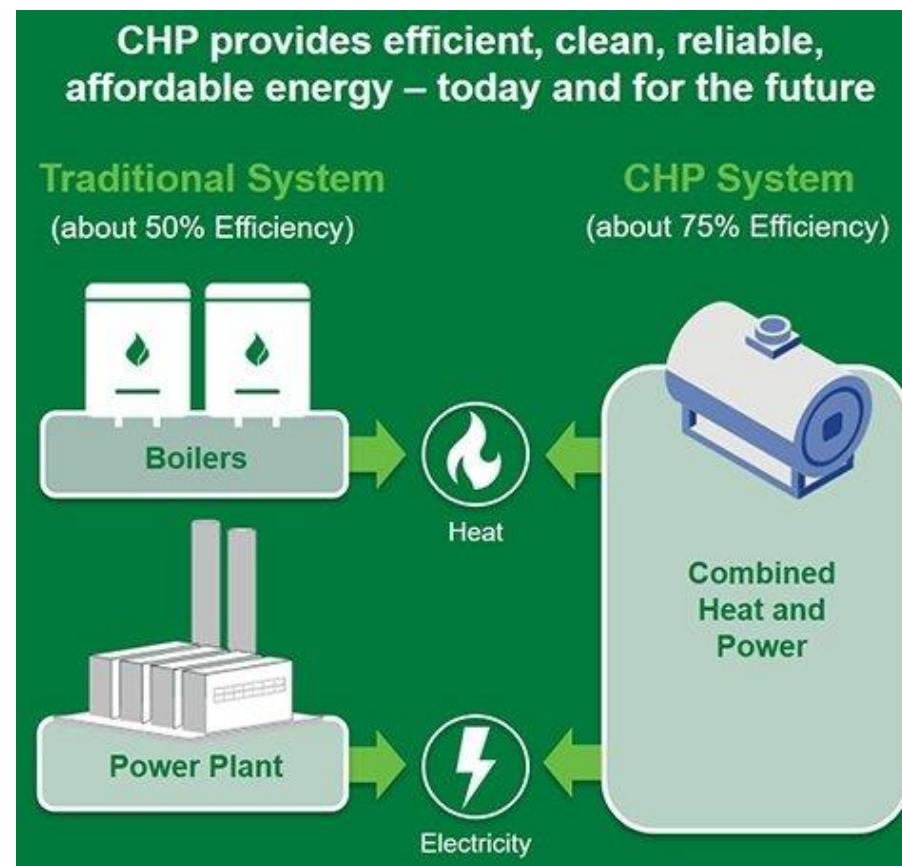 CHP provides efficient, clean, reliable,
affordable energy – today and for the future
Traditional System
(about 50% Efficiency)
CHP System
(about 75% Efficiency)
Boilers
Heat
Combined
Heat and
Power
Power Plant
Electricity